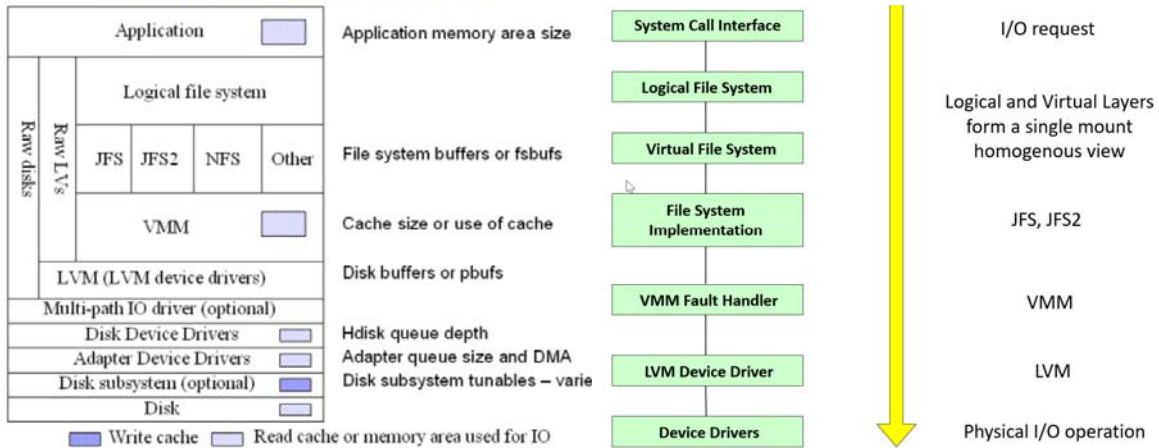 Application
Logical file system
Raw disks
Raw LVs
JFS
JFS2
NFS
Other
VMM
LVM (LVM device drivers)
Multi-path IO driver (optional)
Disk Device Drivers
Adapter Device Drivers
Disk subsystem (optional)
Disk
Write cache
Read cache or memory area used for IO
Application memory area size
File system buffers or fsbufs
Cache size or use of cache
Disk buffers or pbufs
Hdisk queue depth
Adapter queue size and DMA
Disk subsystem tunables – varie
System Call Interface
Logical File System
Virtual File System
File System
Implementation
VMM Fault Handler
LVM Device Driver
Device Drivers
I/O request
Logical and Virtual Layers
form a single mount
homogenous view
JFS, JFS2
VMM
LVM
Physical I/O operation